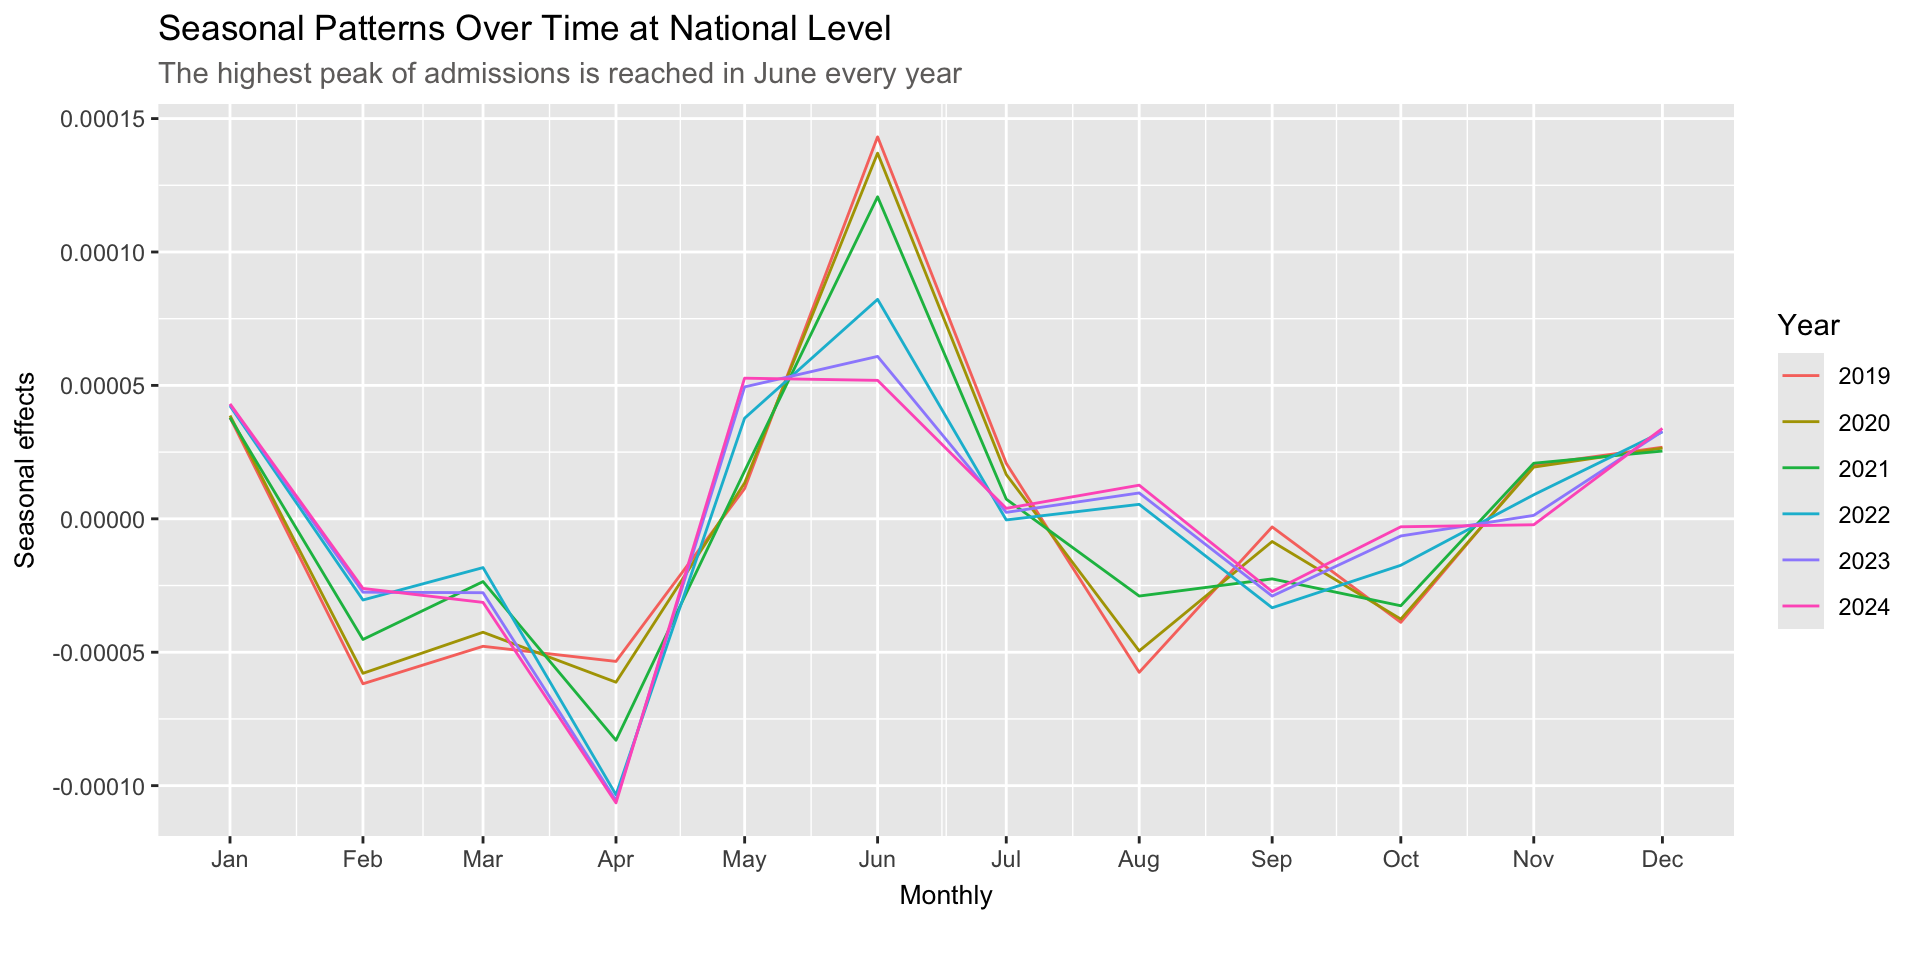 Seasonal Patterns Over Time at National Level
The highest peak of admissions is reached in June every year
0.00015
0.00010
0.00005
0.00000
-0.00005
-0.00010
Seasonal effects
Jan Feb Mar Apr May Jun Jul Aug Sep Oct Nov Dec
Monthly
Year
2019
2020
2021
2022
2023
2024